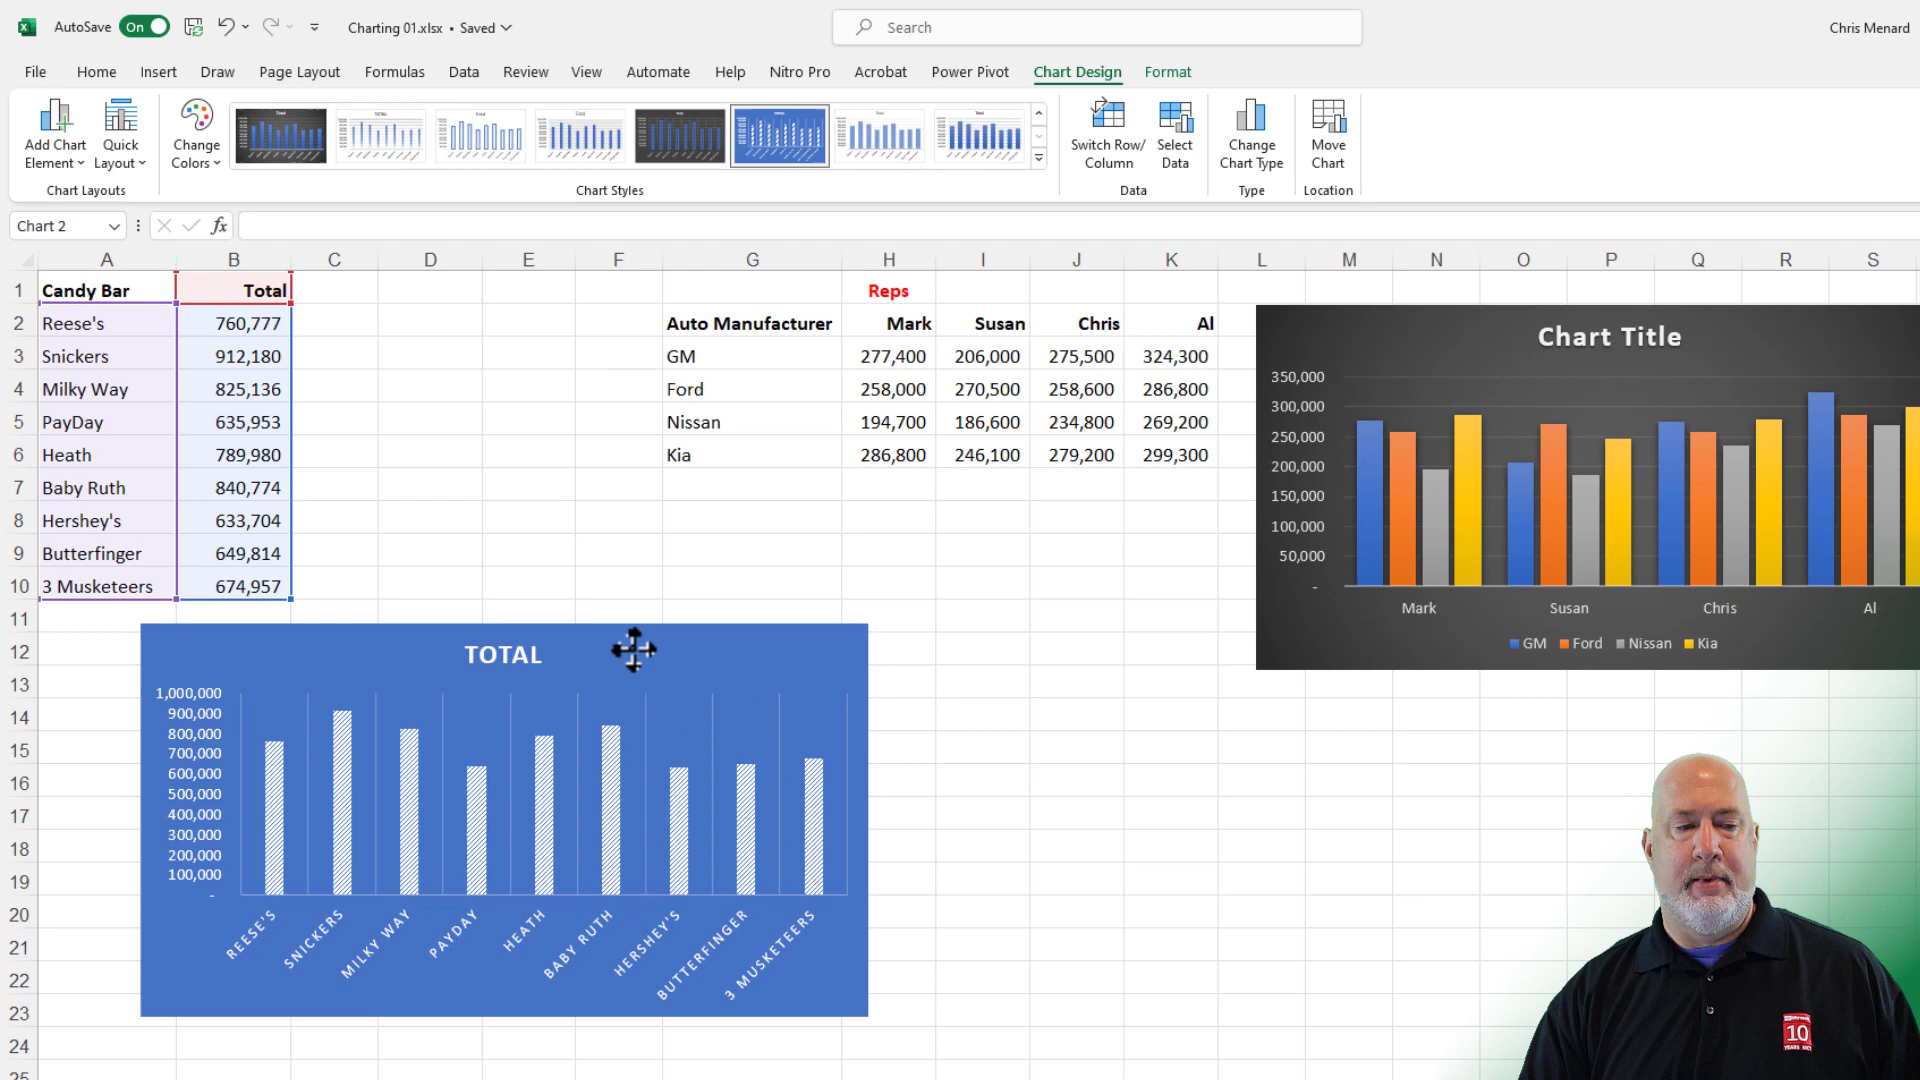 AutoSave On Charting 01.xlsx • Saved Search Chris Menard
File Home Insert Draw Page Layout Formulas Data Review View Automate Help Nitro Pro Acrobat Power Pivot Chart Design Format
Add Chart Element
Quick Layout
Chart Layouts
Change Colors
Chart Styles
Switch Row/ Column
Select Data
Data
Change Chart Type
Type
Move Chart
Location
Chart 2 fx
A B C D E F G H I J K L M N O P Q R S
1 Candy Bar Total Reps
2 Reese's 760,777 Auto Manufacturer Mark Susan Chris Al
3 Snickers 912,180 GM 277,400 206,000 275,500 324,300
4 Milky Way 825,136 Ford 258,000 270,500 258,600 286,800
5 PayDay 635,953 Nissan 194,700 186,600 234,800 269,200
6 Heath 789,980 Kia 286,800 246,100 279,200 299,300
7 Baby Ruth 840,774
8 Hershey's 633,704
9 Butterfinger 649,814
10 3 Musketeers 674,957
11
12
13
14
15
16
17
18
19
20
21
22
23
24
25
TOTAL
1,000,000
900,000
800,000
700,000
600,000
500,000
400,000
300,000
200,000
100,000
-
REESE'S SNICKERS MILKY WAY PAYDAY HEATH BABY RUTH HERSHEY'S BUTTERFINGER 3 MUSKETEERS
Chart Title
350,000
300,000
250,000
200,000
150,000
100,000
50,000
-
Mark Susan Chris Al
GM Ford Nissan Kia
10